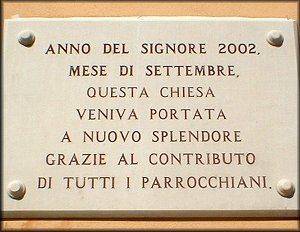 ANNO DEL SIGNORE 2002,
MESE DI SETTEMBRE,
QUESTA CHIESA
VENIVA PORTATA
A NUOVO SPLENDORE
GRAZIE AL CONTRIBUTO
DI TUTTI I PARROCCHIANI.